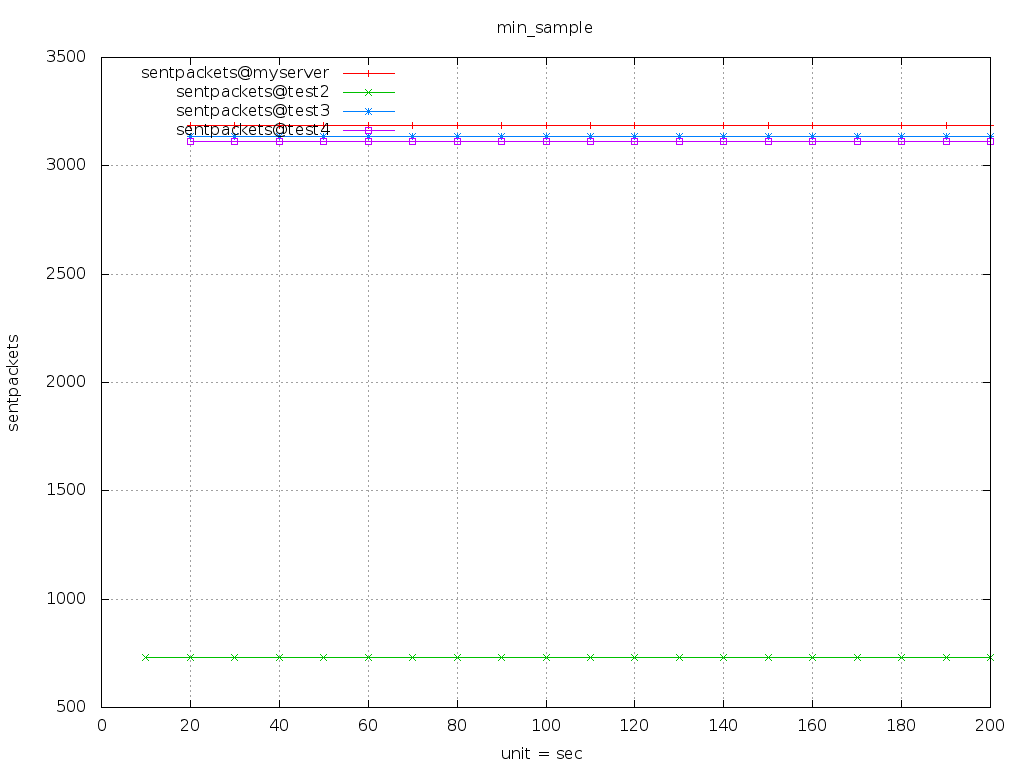 min_sample
3500
sentpackets@myserver
sentpackets@test2
sentpackets@test3
sentpackets@test4
3000
2500
2000
sentpackets
1500
1000
500
0 20 40 60 80 100 120 140 160 180 200
unit = sec